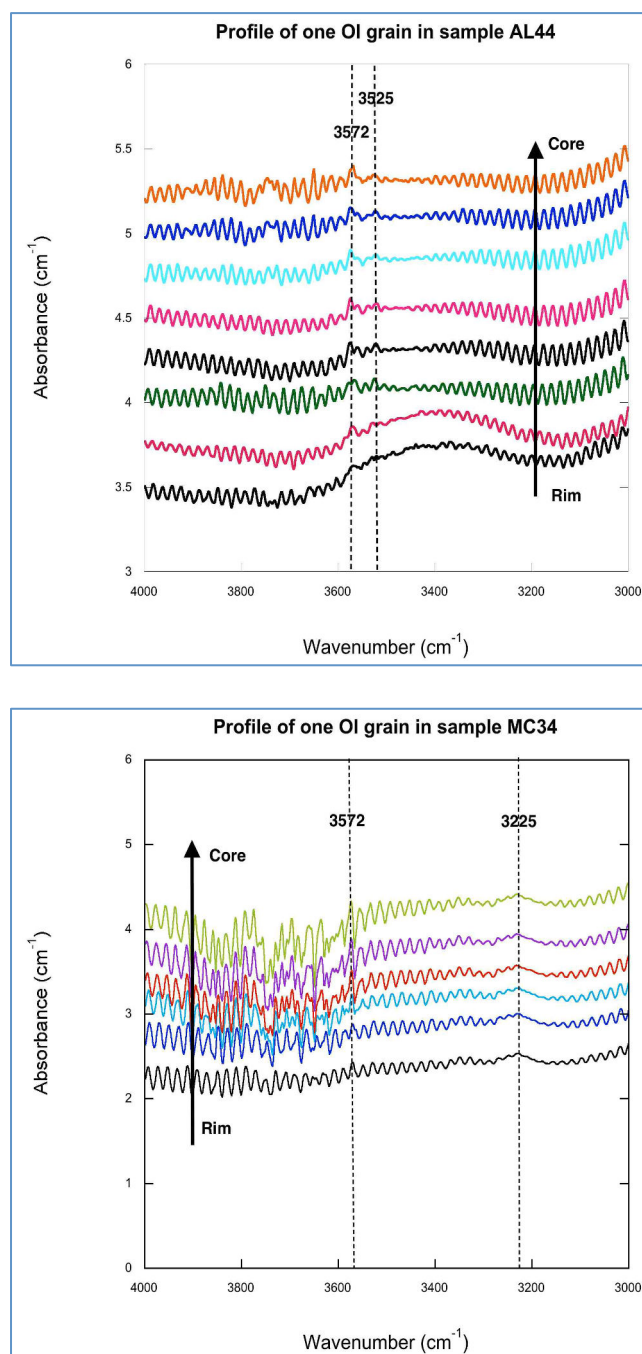 Profile of one Ol grain in sample AL44
6
5.5
5
4.5
4
3.5
3
3525
3572
Core
Rim
4000 3800 3600 3400 3200 3000
Absorbance (cm⁻¹)
Wavenumber (cm⁻¹)
Profile of one Ol grain in sample MC34
6
5
4
3
2
1
0
3572 3225
Core
Rim
4000 3800 3600 3400 3200 3000
Absorbance (cm⁻¹)
Wavenumber (cm⁻¹)